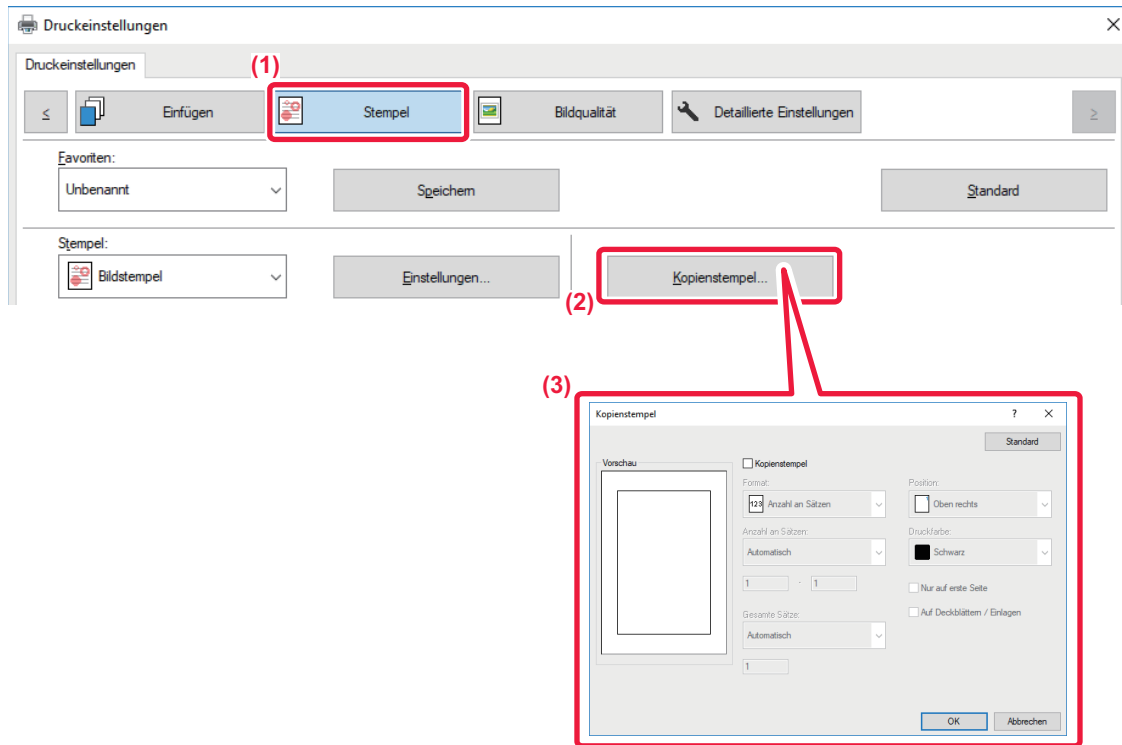 Druckeinstellungen
Druckeinstellungen
(1)
≤ Einfügen Stempel Bildqualität Detaillierte Einstellungen ≥
Favoriten:
Unbenannt Speichern Standard
Stempel:
Bildstempel Einstellungen... Kopienstempel...
(2)
(3)
Kopienstempel ?
Standard
Vorschau Kopienstempel
Format: Position:
123 Anzahl an Sätzen Oben rechts
Anzahl an Sätzen: Druckfarbe:
Automatisch Schwarz
1 - 1 Nur auf erste Seite
Gesamte Sätze: Auf Deckblättern / Einlagen
Automatisch
1
OK Abbrechen